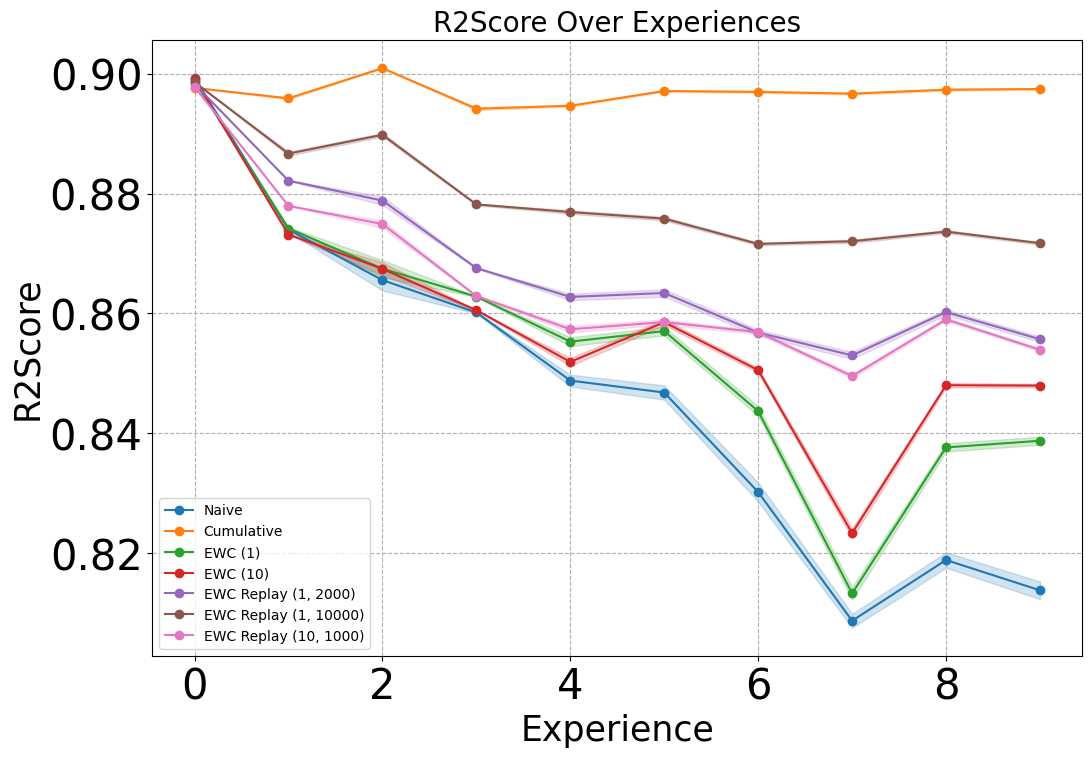 R2Score Over Experiences
R2Score
0.90
0.88
0.86
0.84
0.82
Naive
Cumulative
EWC (1)
EWC (10)
EWC Replay (1, 2000)
EWC Replay (1, 10000)
EWC Replay (10, 1000)
0 2 4 6 8
Experience